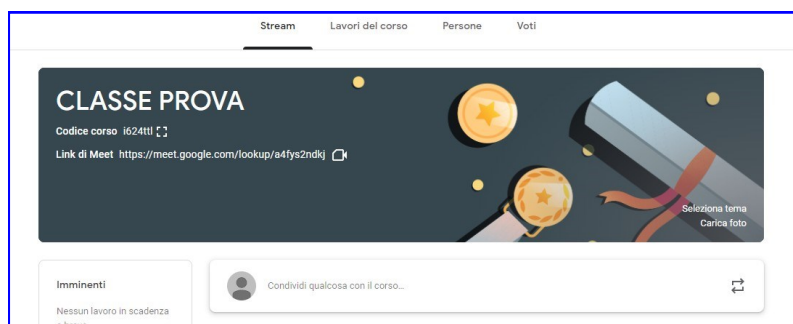 Stream Lavori del corso Persone Voti
CLASSE PROVA
Codice corso i624ttl
Link di Meet https://meet.google.com/lookup/a4fys2ndkj
Seleziona tema
Carica foto
Imminenti
Condividi qualcosa con il corso...
Nessun lavoro in scadenza